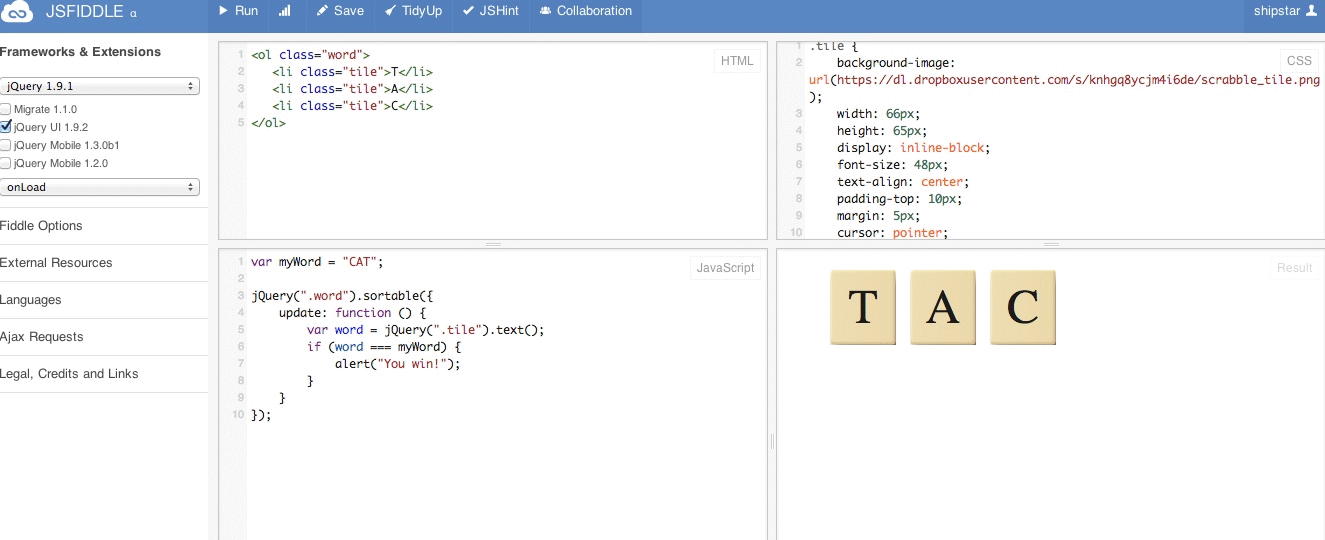 JSFIDDLE α
Run
Save
TidyUp
JSHint
Collaboration
shipstar
Frameworks & Extensions
jQuery 1.9.1
Migrate 1.1.0
jQuery UI 1.9.2
jQuery Mobile 1.3.0b1
jQuery Mobile 1.2.0
onLoad
Fiddle Options
External Resources
Languages
Ajax Requests
Legal, Credits and Links
HTML
1 <ol class="word">
2 <li class="tile">T</li>
3 <li class="tile">A</li>
4 <li class="tile">C</li>
5 </ol>
CSS
1 .tile {
2 background-image:
url(https://dl.dropboxusercontent.com/s/knhgq8ycjm4i6de/scrabble_tile.png
);
3 width: 66px;
4 height: 65px;
5 display: inline-block;
6 font-size: 48px;
7 text-align: center;
8 padding-top: 10px;
9 margin: 5px;
10 cursor: pointer;
JavaScript
1 var myWord = "CAT";
2
3 jQuery(".word").sortable({
4 update: function () {
5 var word = jQuery(".tile").text();
6 if (word === myWord) {
7 alert("You win!");
8 }
9 }
10 });
Result
T A C